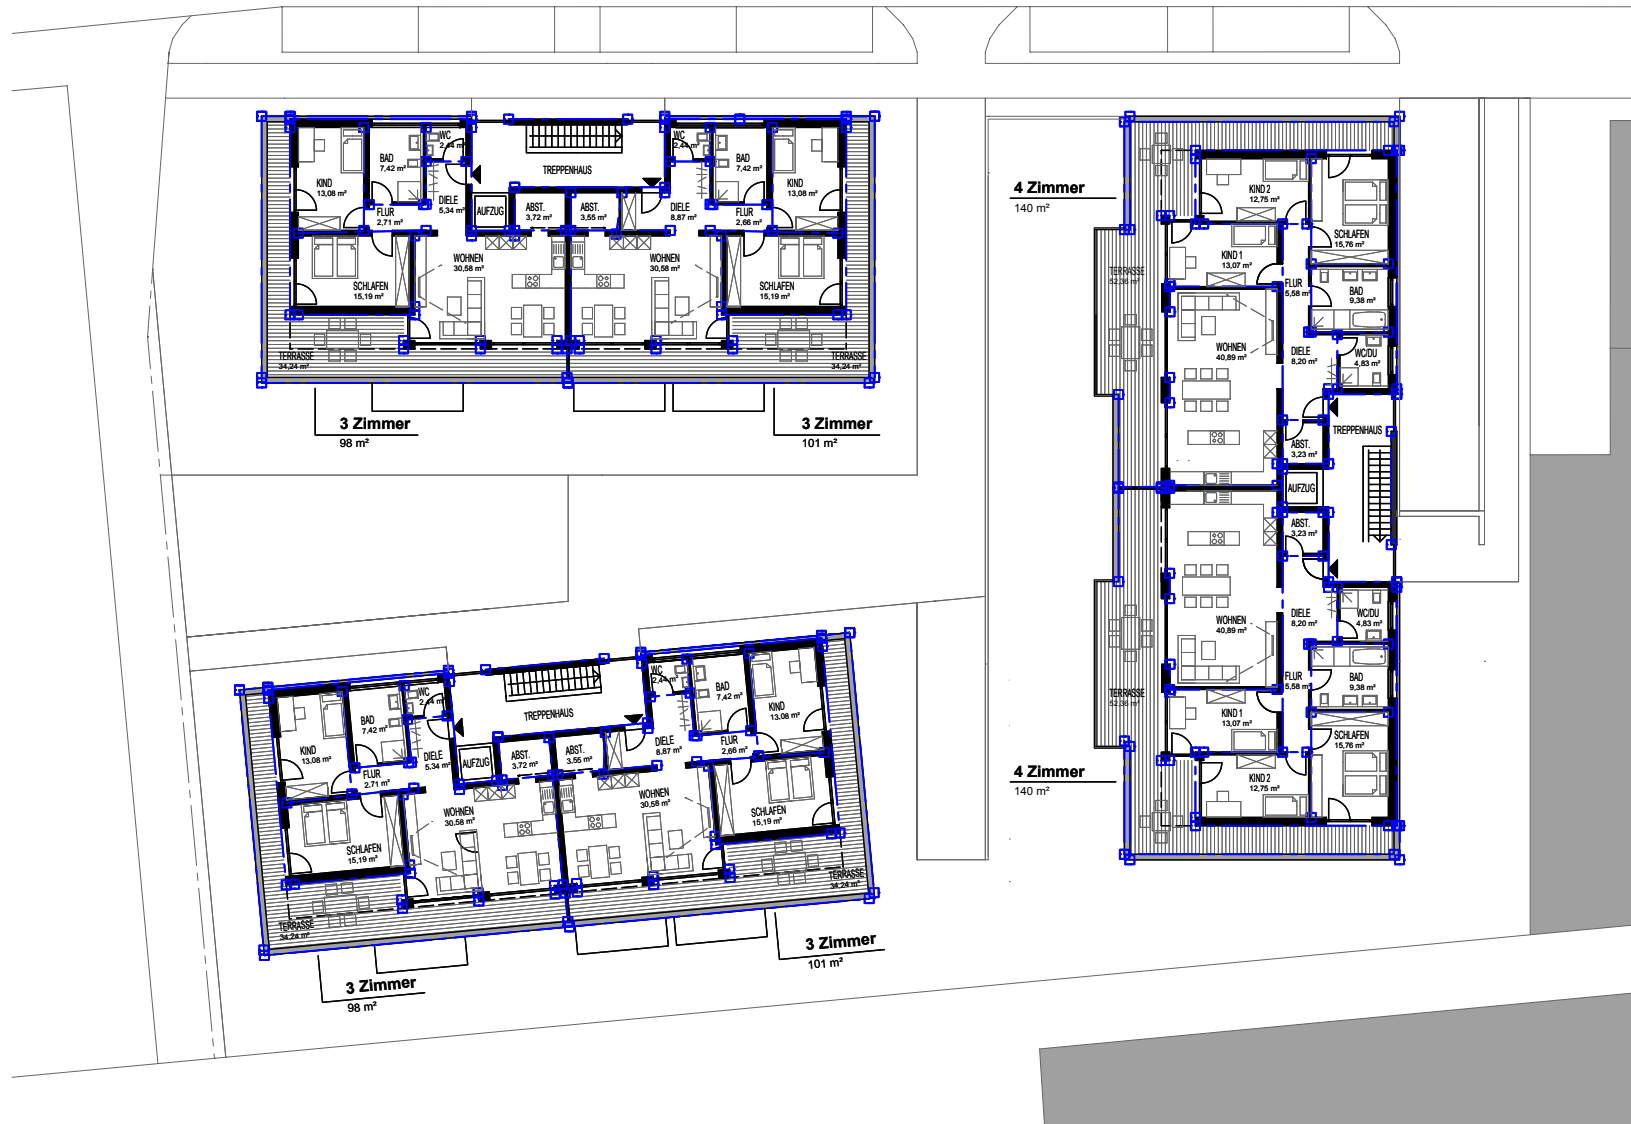 WC
2,44 m²
BAD
7,42 m²
KIND
13,08 m²
DIELE
5,34 m²
FLUR
2,71 m²
TREPPENHAUS
AUFZUG
ABST.
3,72 m²
ABST.
3,55 m²
WC
2,44 m²
BAD
7,42 m²
KIND
13,08 m²
DIELE
8,87 m²
FLUR
2,66 m²
WOHNEN
30,58 m²
WOHNEN
30,58 m²
SCHLAFEN
15,19 m²
SCHLAFEN
15,19 m²
TERRASSE
34,24 m²
TERRASSE
34,24 m²
3 Zimmer
98 m²
3 Zimmer
101 m²
4 Zimmer
140 m²
KIND 2
12,75 m²
SCHLAFEN
15,76 m²
KIND 1
13,07 m²
TERRASSE
52,36 m²
FLUR
5,58 m²
BAD
9,38 m²
WOHNEN
40,89 m²
DIELE
8,20 m²
WC/DU
4,83 m²
TREPPENHAUS
ABST.
3,23 m²
AUFZUG
ABST.
3,23 m²
DIELE
8,20 m²
WC/DU
4,83 m²
WOHNEN
40,89 m²
FLUR
5,58 m²
BAD
9,38 m²
TERRASSE
52,36 m²
KIND 1
13,07 m²
SCHLAFEN
15,76 m²
KIND 2
12,75 m²
4 Zimmer
140 m²
WC
2,44 m²
BAD
7,42 m²
KIND
13,08 m²
DIELE
5,34 m²
FLUR
2,71 m²
TREPPENHAUS
AUFZUG
ABST.
3,72 m²
ABST.
3,55 m²
WC
2,44 m²
BAD
7,42 m²
KIND
13,08 m²
DIELE
8,87 m²
FLUR
2,66 m²
WOHNEN
30,58 m²
WOHNEN
30,58 m²
SCHLAFEN
15,19 m²
SCHLAFEN
15,19 m²
TERRASSE
34,24 m²
TERRASSE
34,24 m²
3 Zimmer
98 m²
3 Zimmer
101 m²